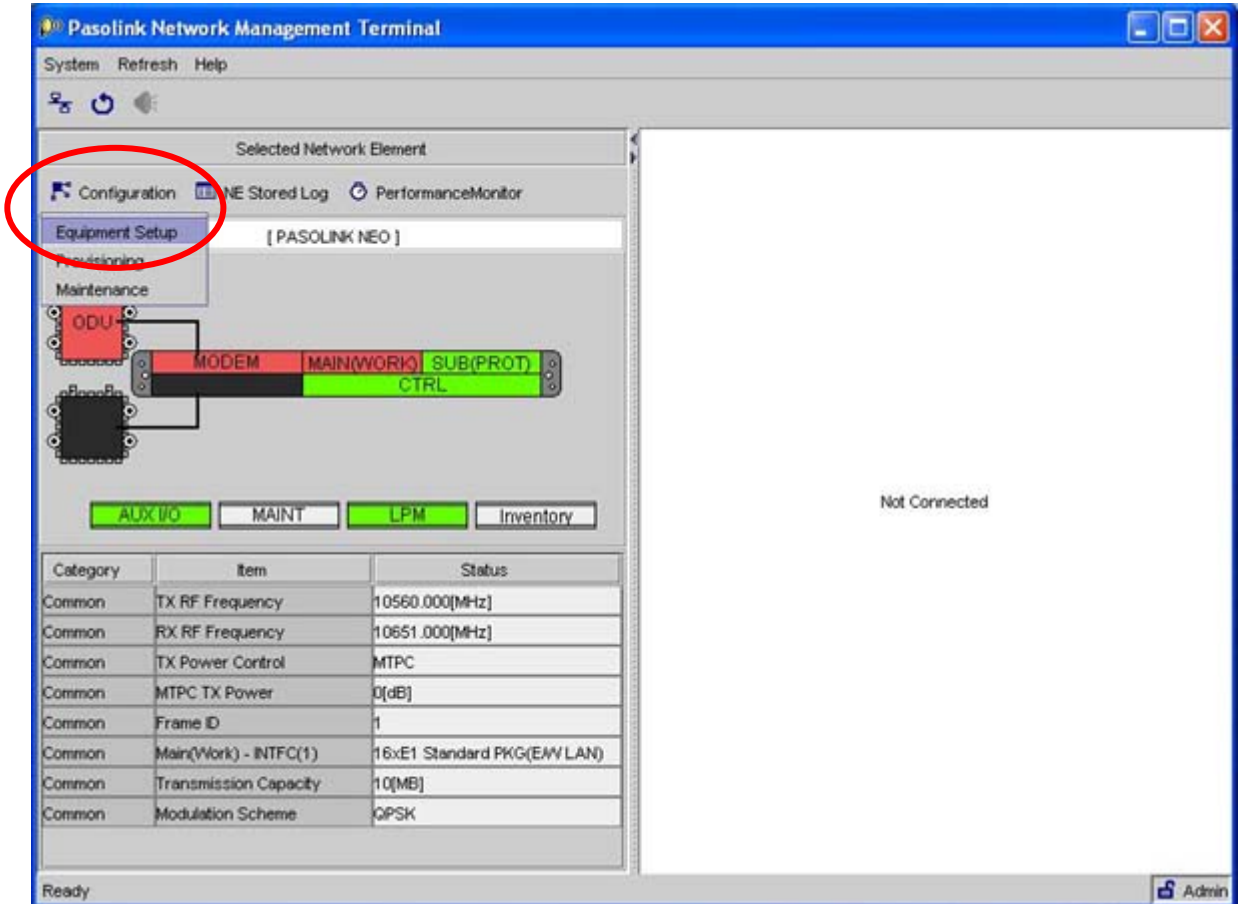 Pasolink Network Management Terminal
System Refresh Help
Selected Network Element
Configuration NE Stored Log PerformanceMonitor
Equipment Setup
[ PASOLINK NEO ]
Provisioning
Maintenance
ODU
MODEM MAIN(WORK) SUB(PROT)
CTRL
Not Connected
AUX I/O MAINT LPM Inventory
Category Item Status
Common TX RF Frequency 10560.000[MHz]
Common RX RF Frequency 10651.000[MHz]
Common TX Power Control MTPC
Common MTPC TX Power 0[dB]
Common Frame ID 1
Common Main(Work) - INTFC(1) 16xE1 Standard PKG(E/W LAN)
Common Transmission Capacity 10[MB]
Common Modulation Scheme QPSK
Ready Admin